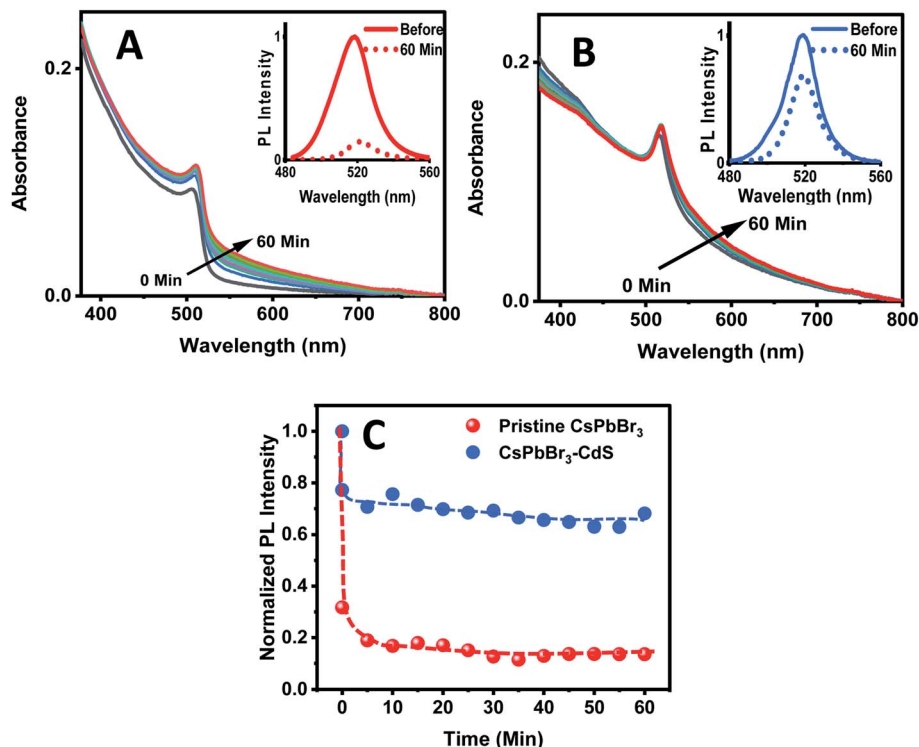 A
0.2
Absorbance
0.0
400 500 600 700 800
Wavelength (nm)
0 Min
60 Min
Before
60 Min
1
0
PL Intensity
480 520 560
Wavelength (nm)
B
0.2
Absorbance
0.0
400 500 600 700 800
Wavelength (nm)
0 Min
60 Min
Before
60 Min
1
0
PL Intensity
480 520 560
Wavelength (nm)
C
Pristine CsPbBr₃
CsPbBr₃-CdS
1.0
0.8
0.6
0.4
0.2
0.0
Normalized PL Intensity
0 10 20 30 40 50 60
Time (Min)